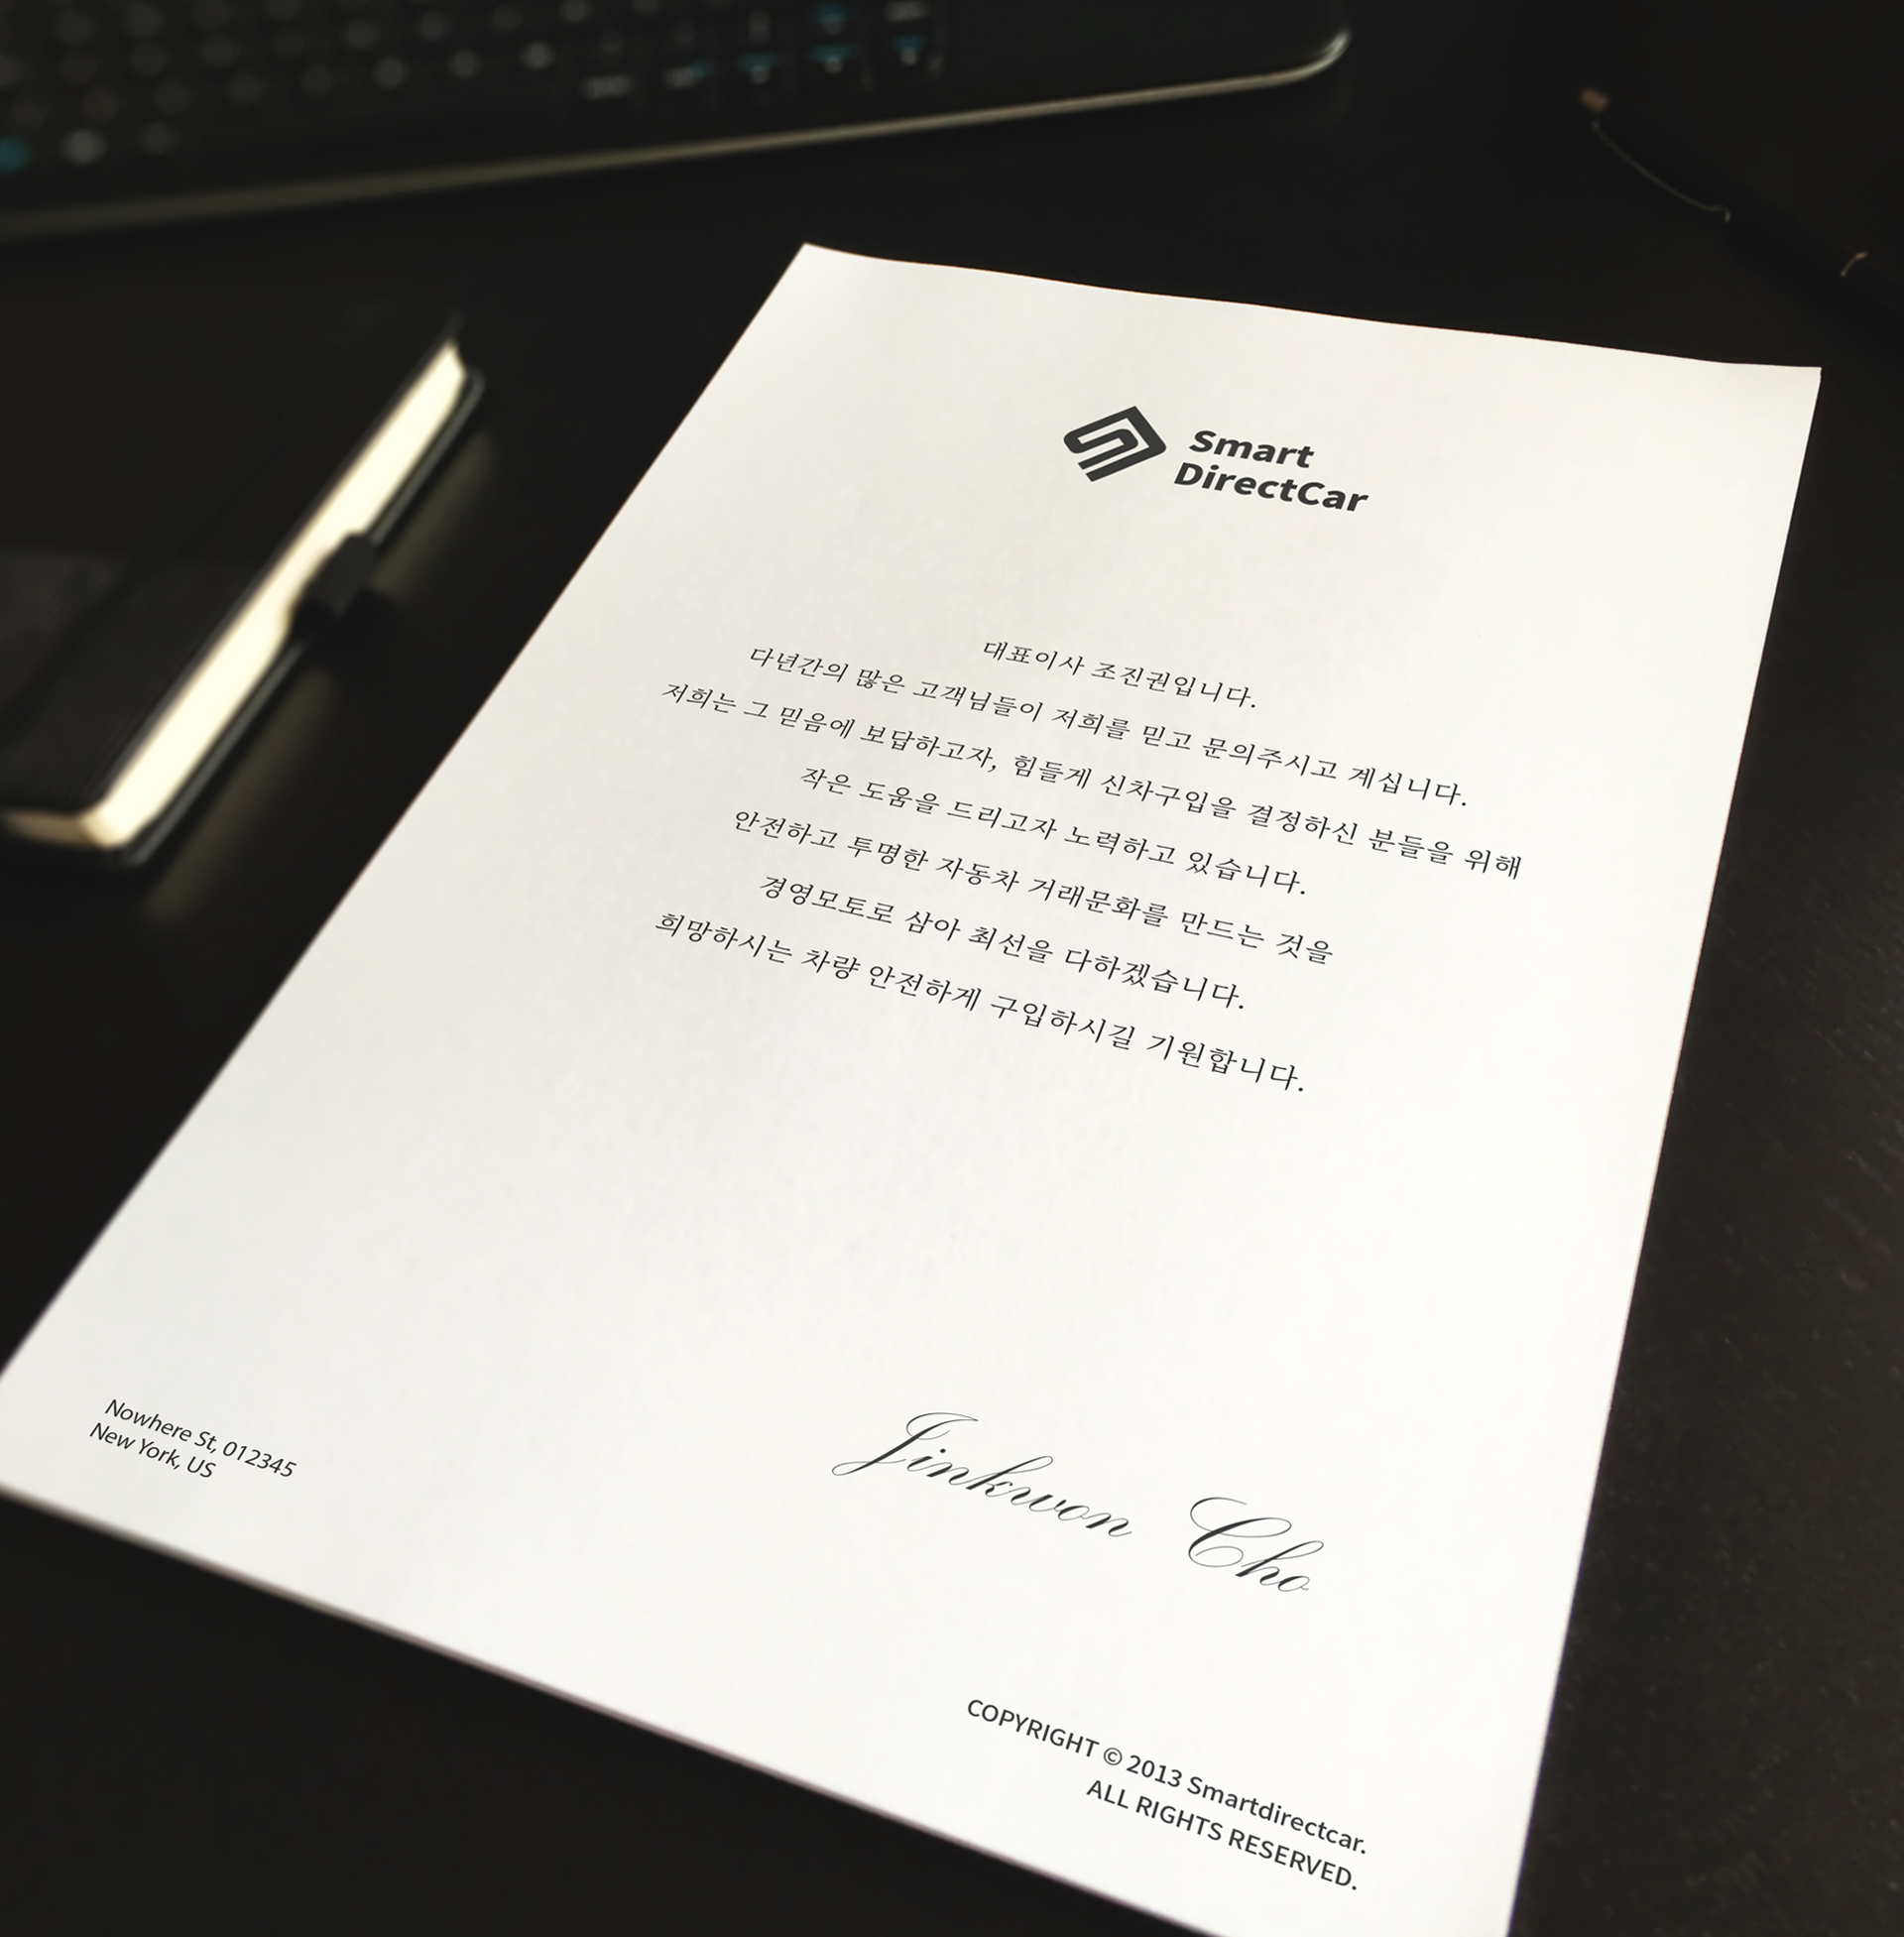 Smart
DirectCar
대표이사 조진권입니다.
다년간의 많은 고객님들이 저희를 믿고 문의주시고 계십니다.
저희는 그 믿음에 보답하고자, 힘들게 신차구입을 결정하신 분들을 위해
작은 도움을 드리고자 노력하고 있습니다.
안전하고 투명한 자동차 거래문화를 만드는 것을
경영모토로 삼아 최선을 다하겠습니다.
희망하시는 차량 안전하게 구입하시길 기원합니다.
Nowhere St, 012345
New York, US
Jinkwon Cho
COPYRIGHT © 2013 Smartdirectcar.
ALL RIGHTS RESERVED.